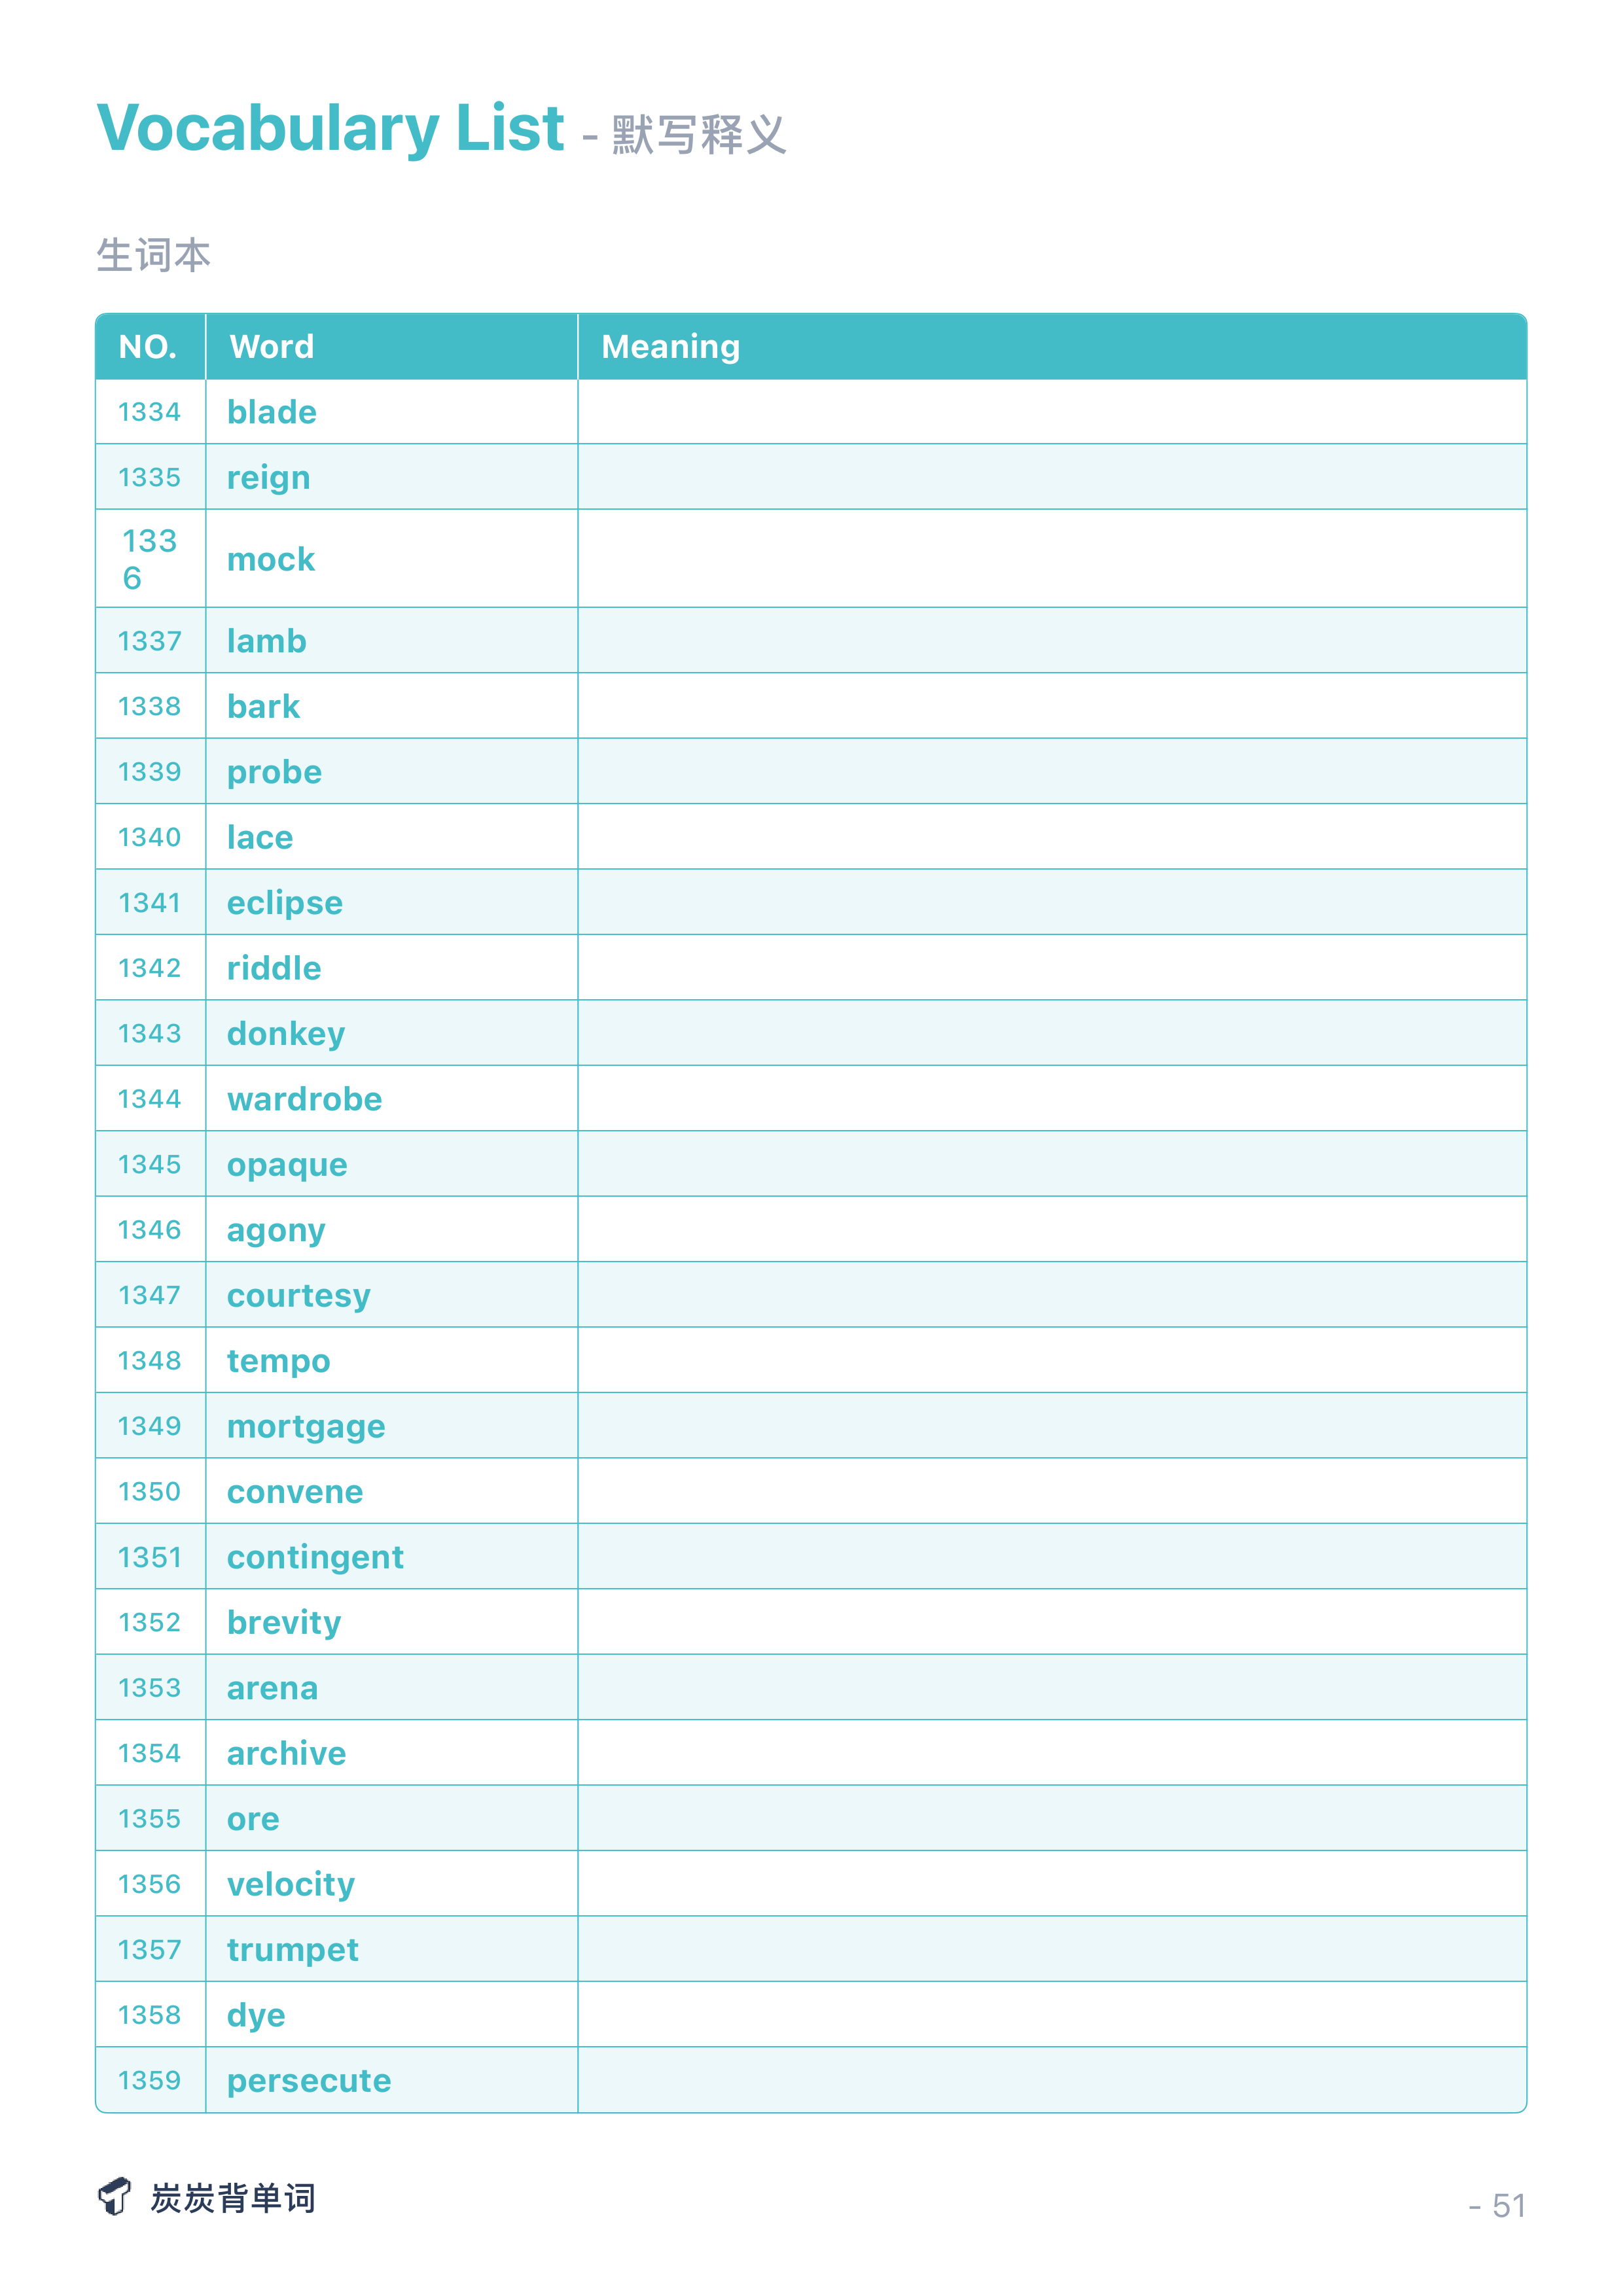 Vocabulary List - 默写释义
生词本
NO. Word Meaning
1334 blade
1335 reign
133
6 mock
1337 lamb
1338 bark
1339 probe
1340 lace
1341 eclipse
1342 riddle
1343 donkey
1344 wardrobe
1345 opaque
1346 agony
1347 courtesy
1348 tempo
1349 mortgage
1350 convene
1351 contingent
1352 brevity
1353 arena
1354 archive
1355 ore
1356 velocity
1357 trumpet
1358 dye
1359 persecute
炭炭背单词
- 51